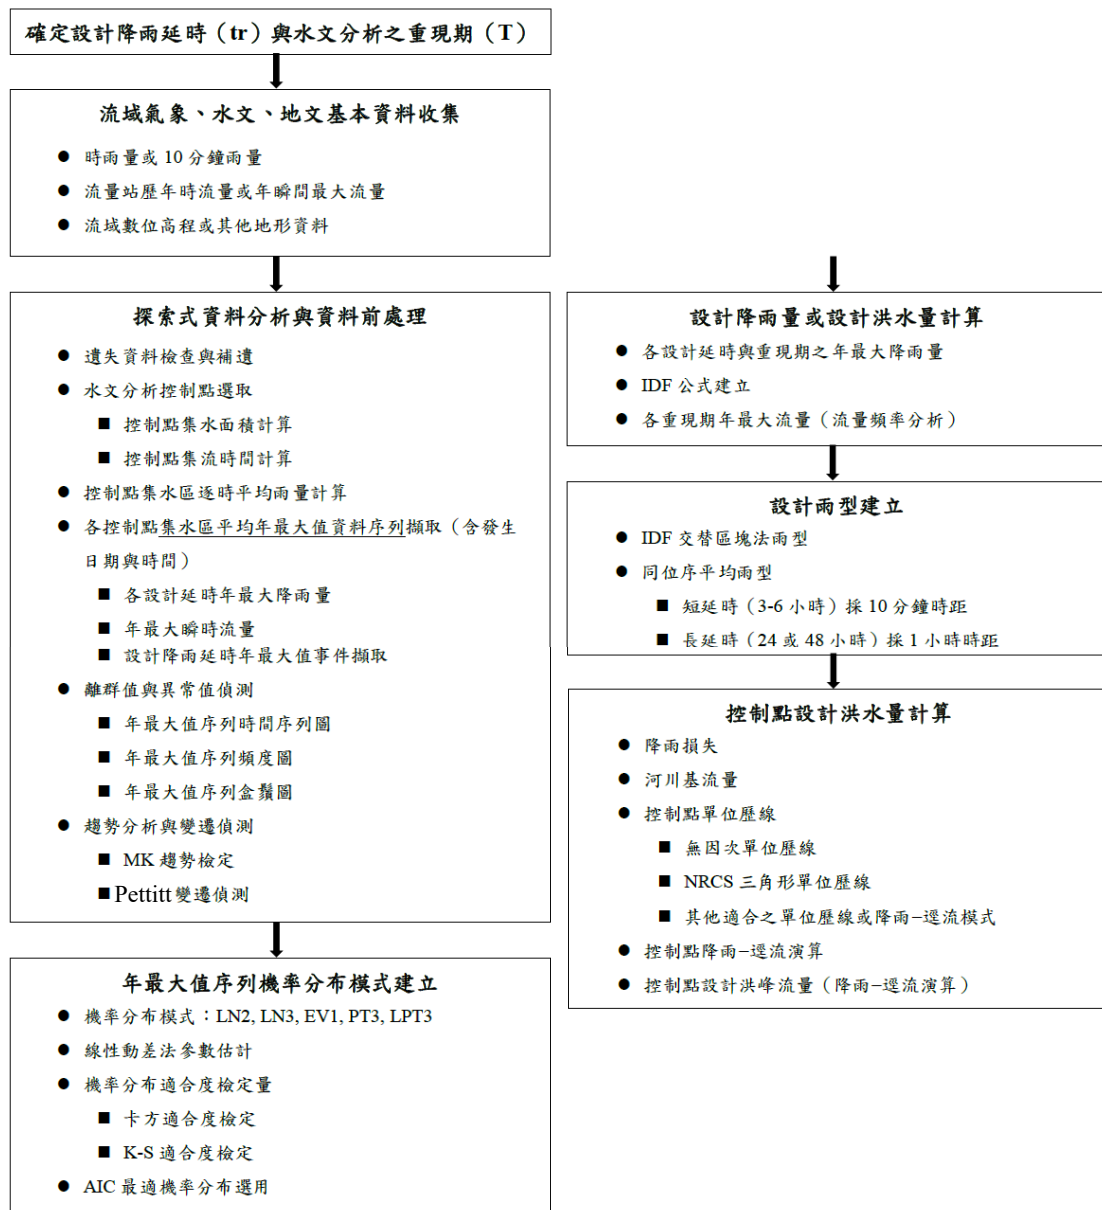 確定設計降雨延時（tr）與水文分析之重現期（T）
流域氣象、水文、地文基本資料收集
● 時雨量或 10 分鐘雨量
● 流量站歷年時流量或年瞬間最大流量
● 流域數位高程或其他地形資料
探索式資料分析與資料前處理
● 遺失資料檢查與補遺
● 水文分析控制點選取
■ 控制點集水面積計算
■ 控制點集流時間計算
● 控制點集水區逐時平均雨量計算
● 各控制點集水區平均年最大值資料序列擷取（含發生
日期與時間）
■ 各設計延時年最大降雨量
■ 年最大瞬時流量
■ 設計降雨延時年最大值事件擷取
● 離群值與異常值偵測
■ 年最大值序列時間序列圖
■ 年最大值序列頻度圖
■ 年最大值序列盒鬚圖
● 趨勢分析與變遷偵測
■ MK 趨勢檢定
■ Pettitt 變遷偵測
年最大值序列機率分布模式建立
● 機率分布模式：LN2, LN3, EV1, PT3, LPT3
● 線性動差法參數估計
● 機率分布適合度檢定量
■ 卡方適合度檢定
■ K-S 適合度檢定
● AIC 最適機率分布選用
設計降雨量或設計洪水量計算
● 各設計延時與重現期之年最大降雨量
● IDF 公式建立
● 各重現期年最大流量（流量頻率分析）
設計雨型建立
● IDF 交替區塊法雨型
● 同位序平均雨型
■ 短延時（3-6 小時）採 10 分鐘時距
■ 長延時（24 或 48 小時）採 1 小時時距
控制點設計洪水量計算
● 降雨損失
● 河川基流量
● 控制點單位歷線
■ 無因次單位歷線
■ NRCS 三角形單位歷線
■ 其他適合之單位歷線或降雨–逕流模式
● 控制點降雨–逕流演算
● 控制點設計洪峰流量（降雨–逕流演算）